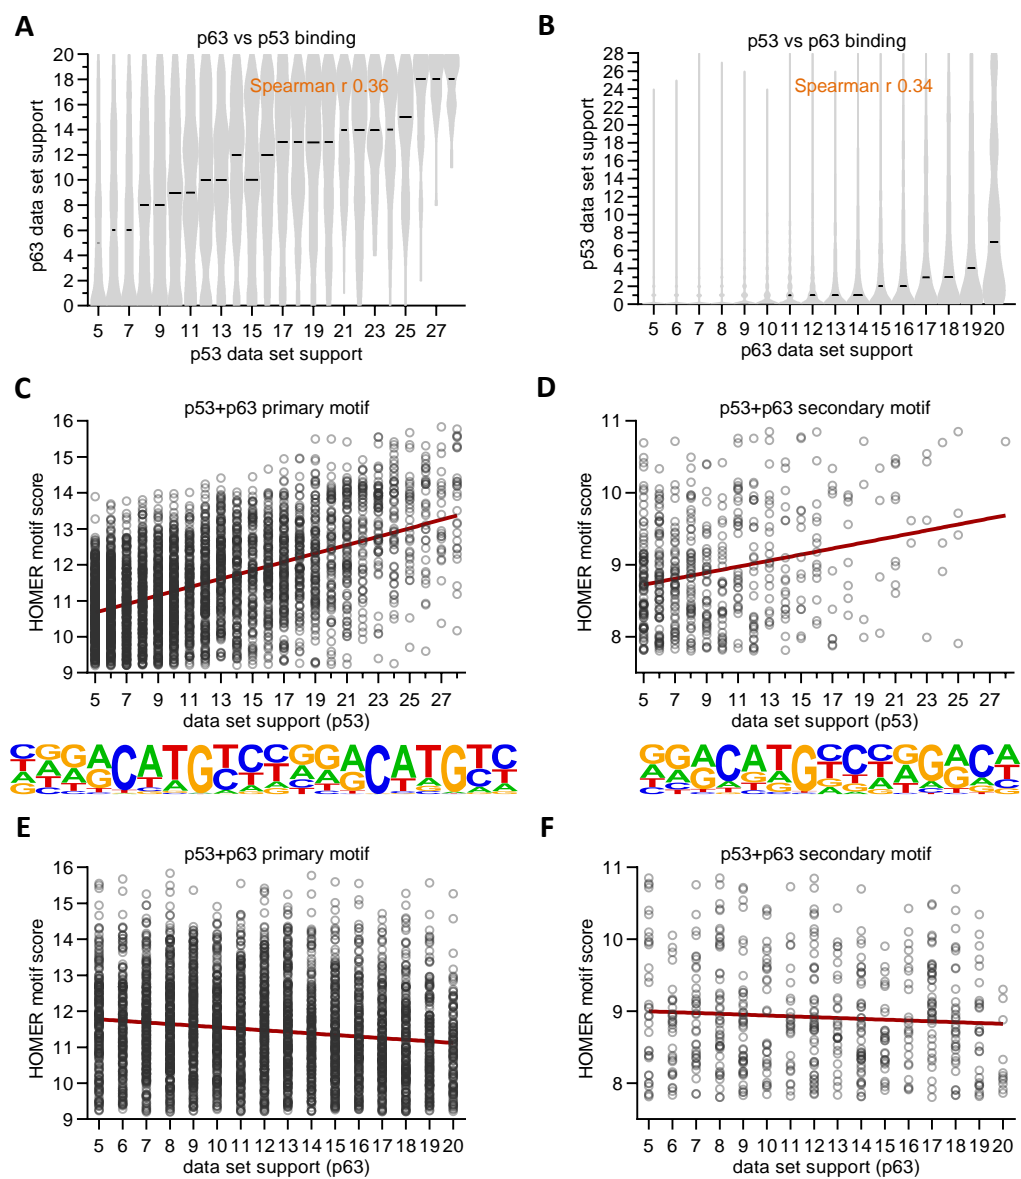 A
p63 vs p53 binding
Spearman r 0.36
p63 data set support
20
18
16
14
12
10
8
6
4
2
0
5 7 9 11 13 15 17 19 21 23 25 27
p53 data set support
B
p53 vs p63 binding
Spearman r 0.34
p53 data set support
28
26
24
22
20
18
16
14
12
10
8
6
4
2
0
5 6 7 8 9 10 11 12 13 14 15 16 17 18 19 20
p63 data set support
C
p53+p63 primary motif
HOMER motif score
16
15
14
13
12
11
10
9
5 7 9 11 13 15 17 19 21 23 25 27
data set support (p53)
D
p53+p63 secondary motif
HOMER motif score
11
10
9
8
5 7 9 11 13 15 17 19 21 23 25 27
data set support (p53)
CGGACATGTCCGGACATGTC
GGACATGCCCGGACA
E
p53+p63 primary motif
HOMER motif score
16
15
14
13
12
11
10
9
5 6 7 8 9 10 11 12 13 14 15 16 17 18 19 20
data set support (p63)
F
p53+p63 secondary motif
HOMER motif score
11
10
9
8
5 6 7 8 9 10 11 12 13 14 15 16 17 18 19 20
data set support (p63)